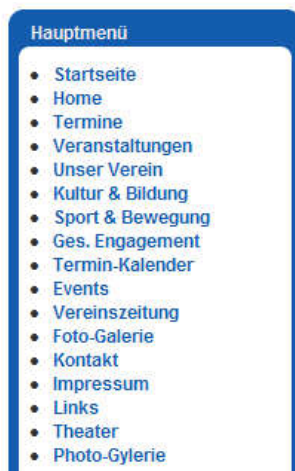 Hauptmenü
Startseite
Home
Termine
Veranstaltungen
Unser Verein
Kultur & Bildung
Sport & Bewegung
Ges. Engagement
Termin-Kalender
Events
Vereinszeitung
Foto-Galerie
Kontakt
Impressum
Links
Theater
Photo-Gylerie